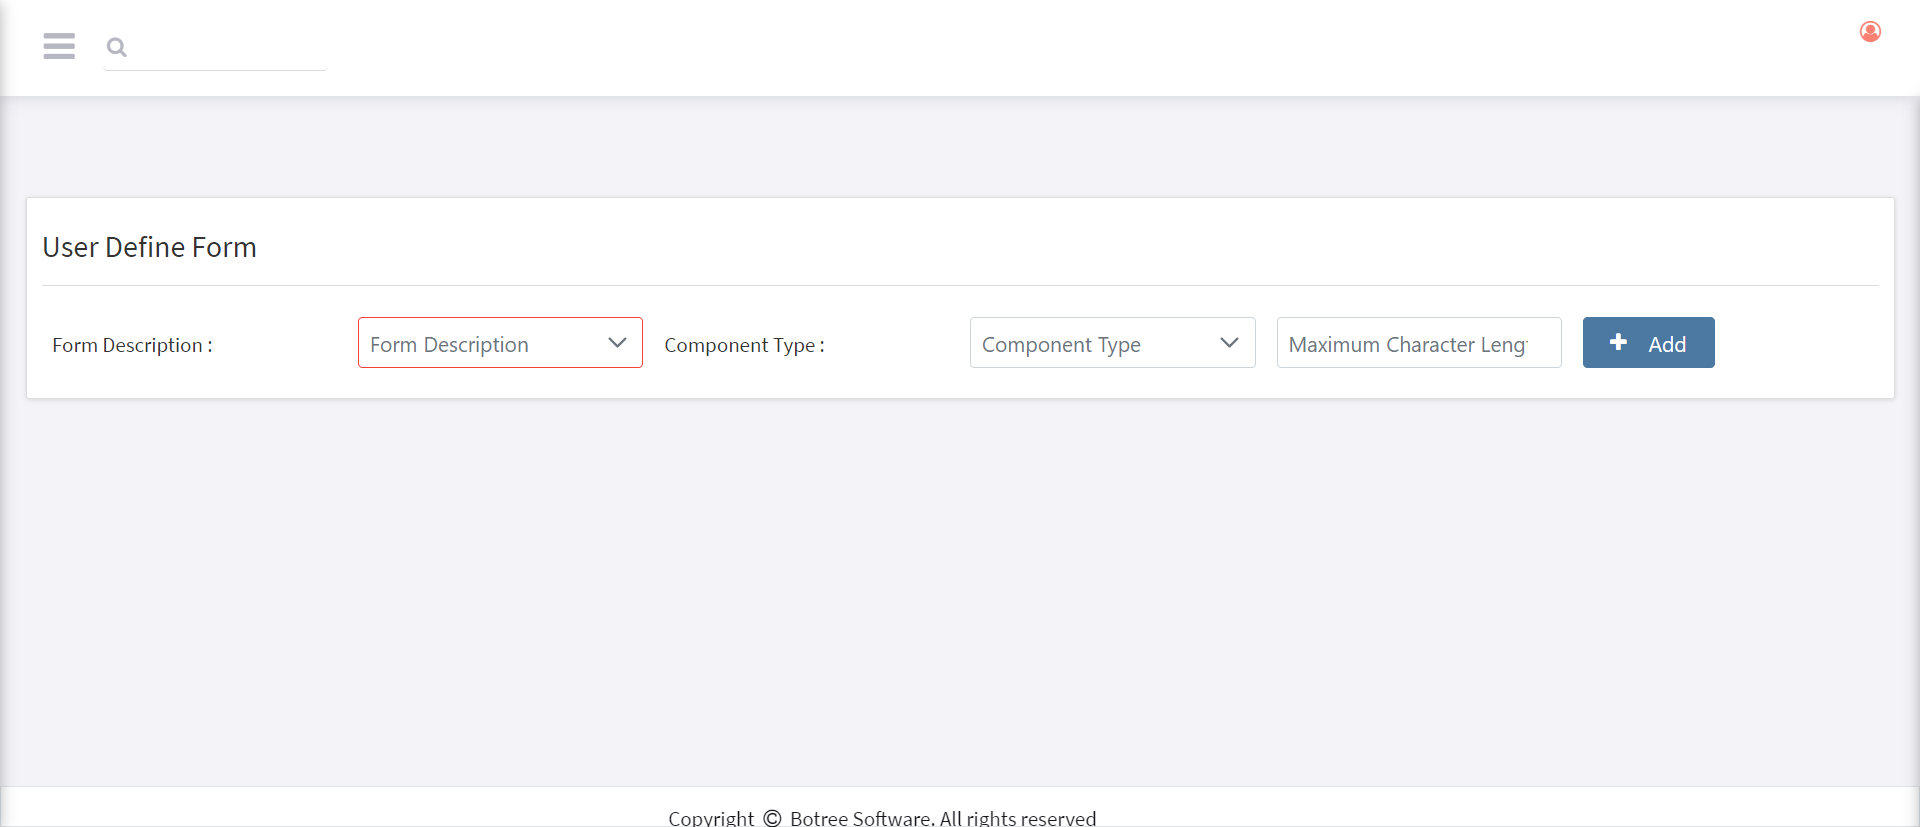 User Define Form
Form Description :
Form Description
Component Type :
Component Type
Maximum Character Leng
Add
Copyright © Botree Software. All rights reserved